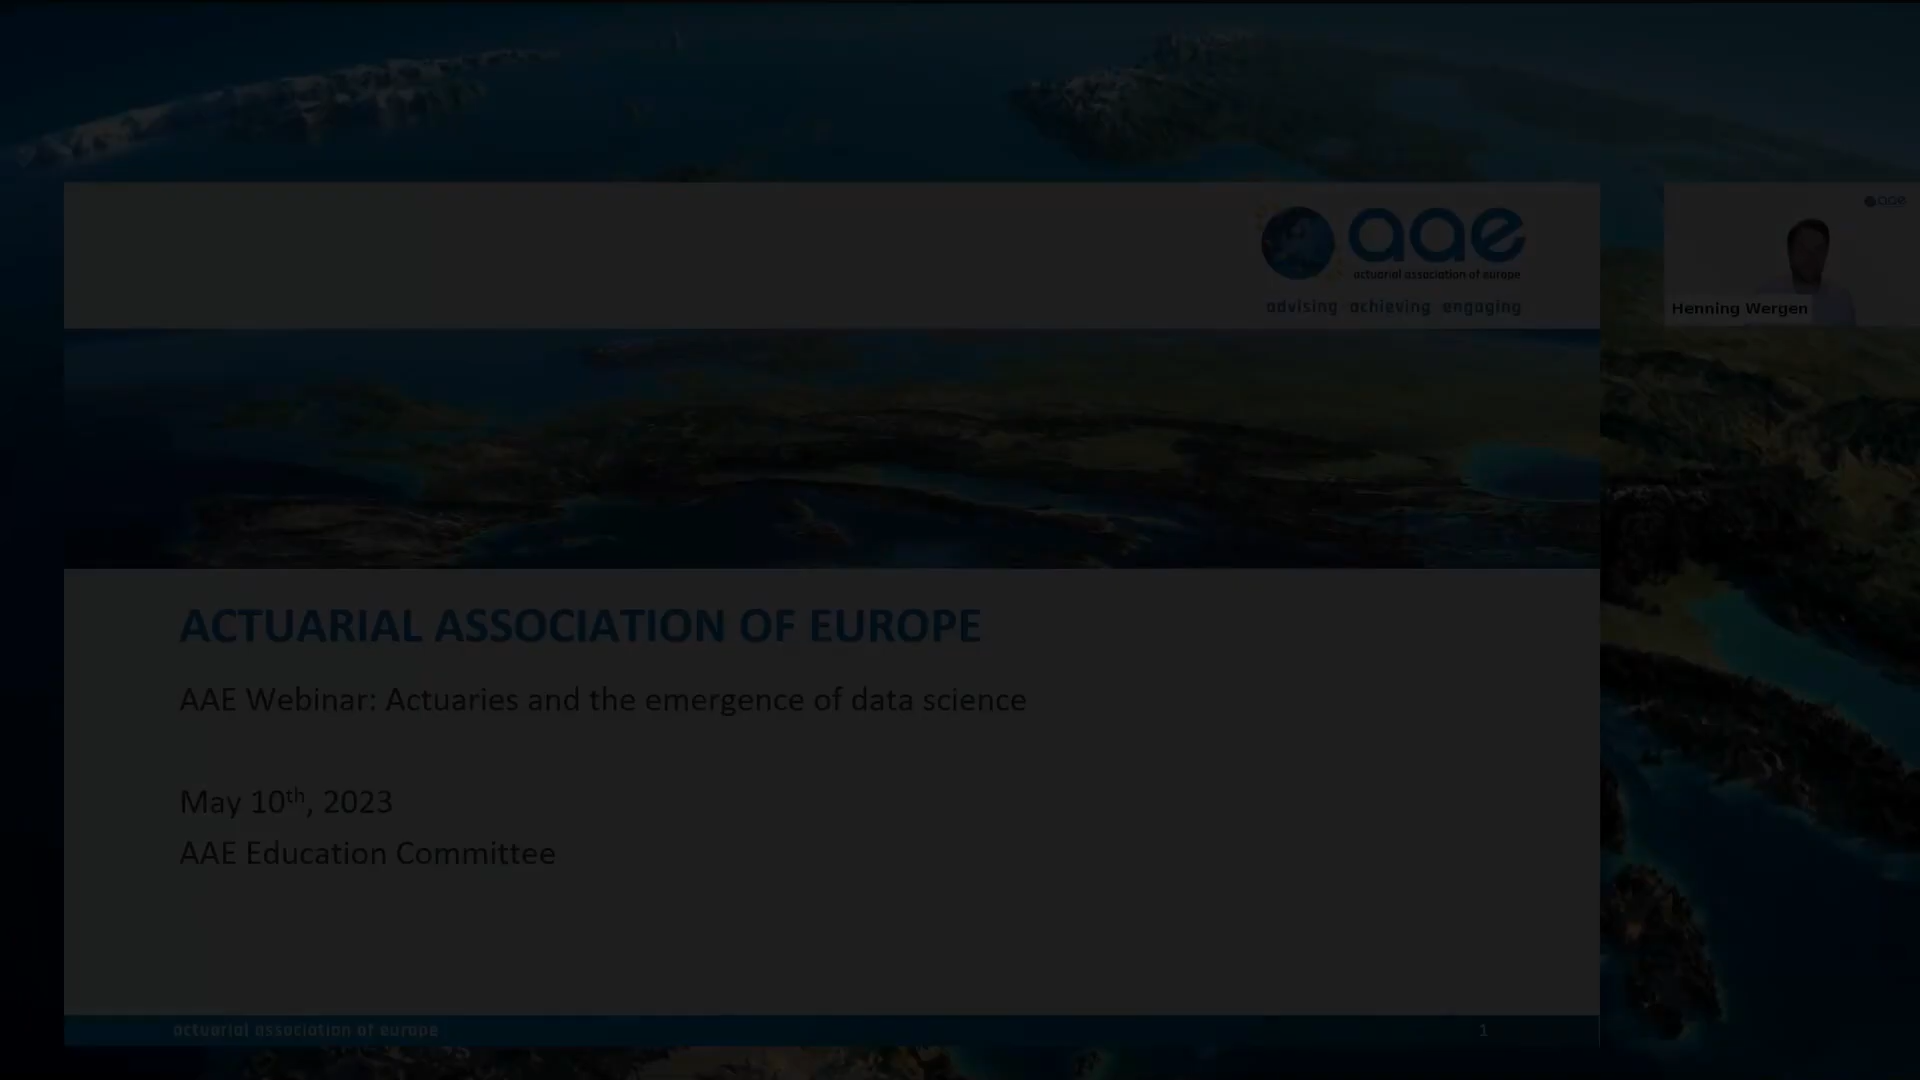 aae
actuarial association of europe
advising achieving engaging
aae
Henning Wergen
ACTUARIAL ASSOCIATION OF EUROPE
AAE Webinar: Actuaries and the emergence of data science
May 10th, 2023
AAE Education Committee
actuarial association of europe
1